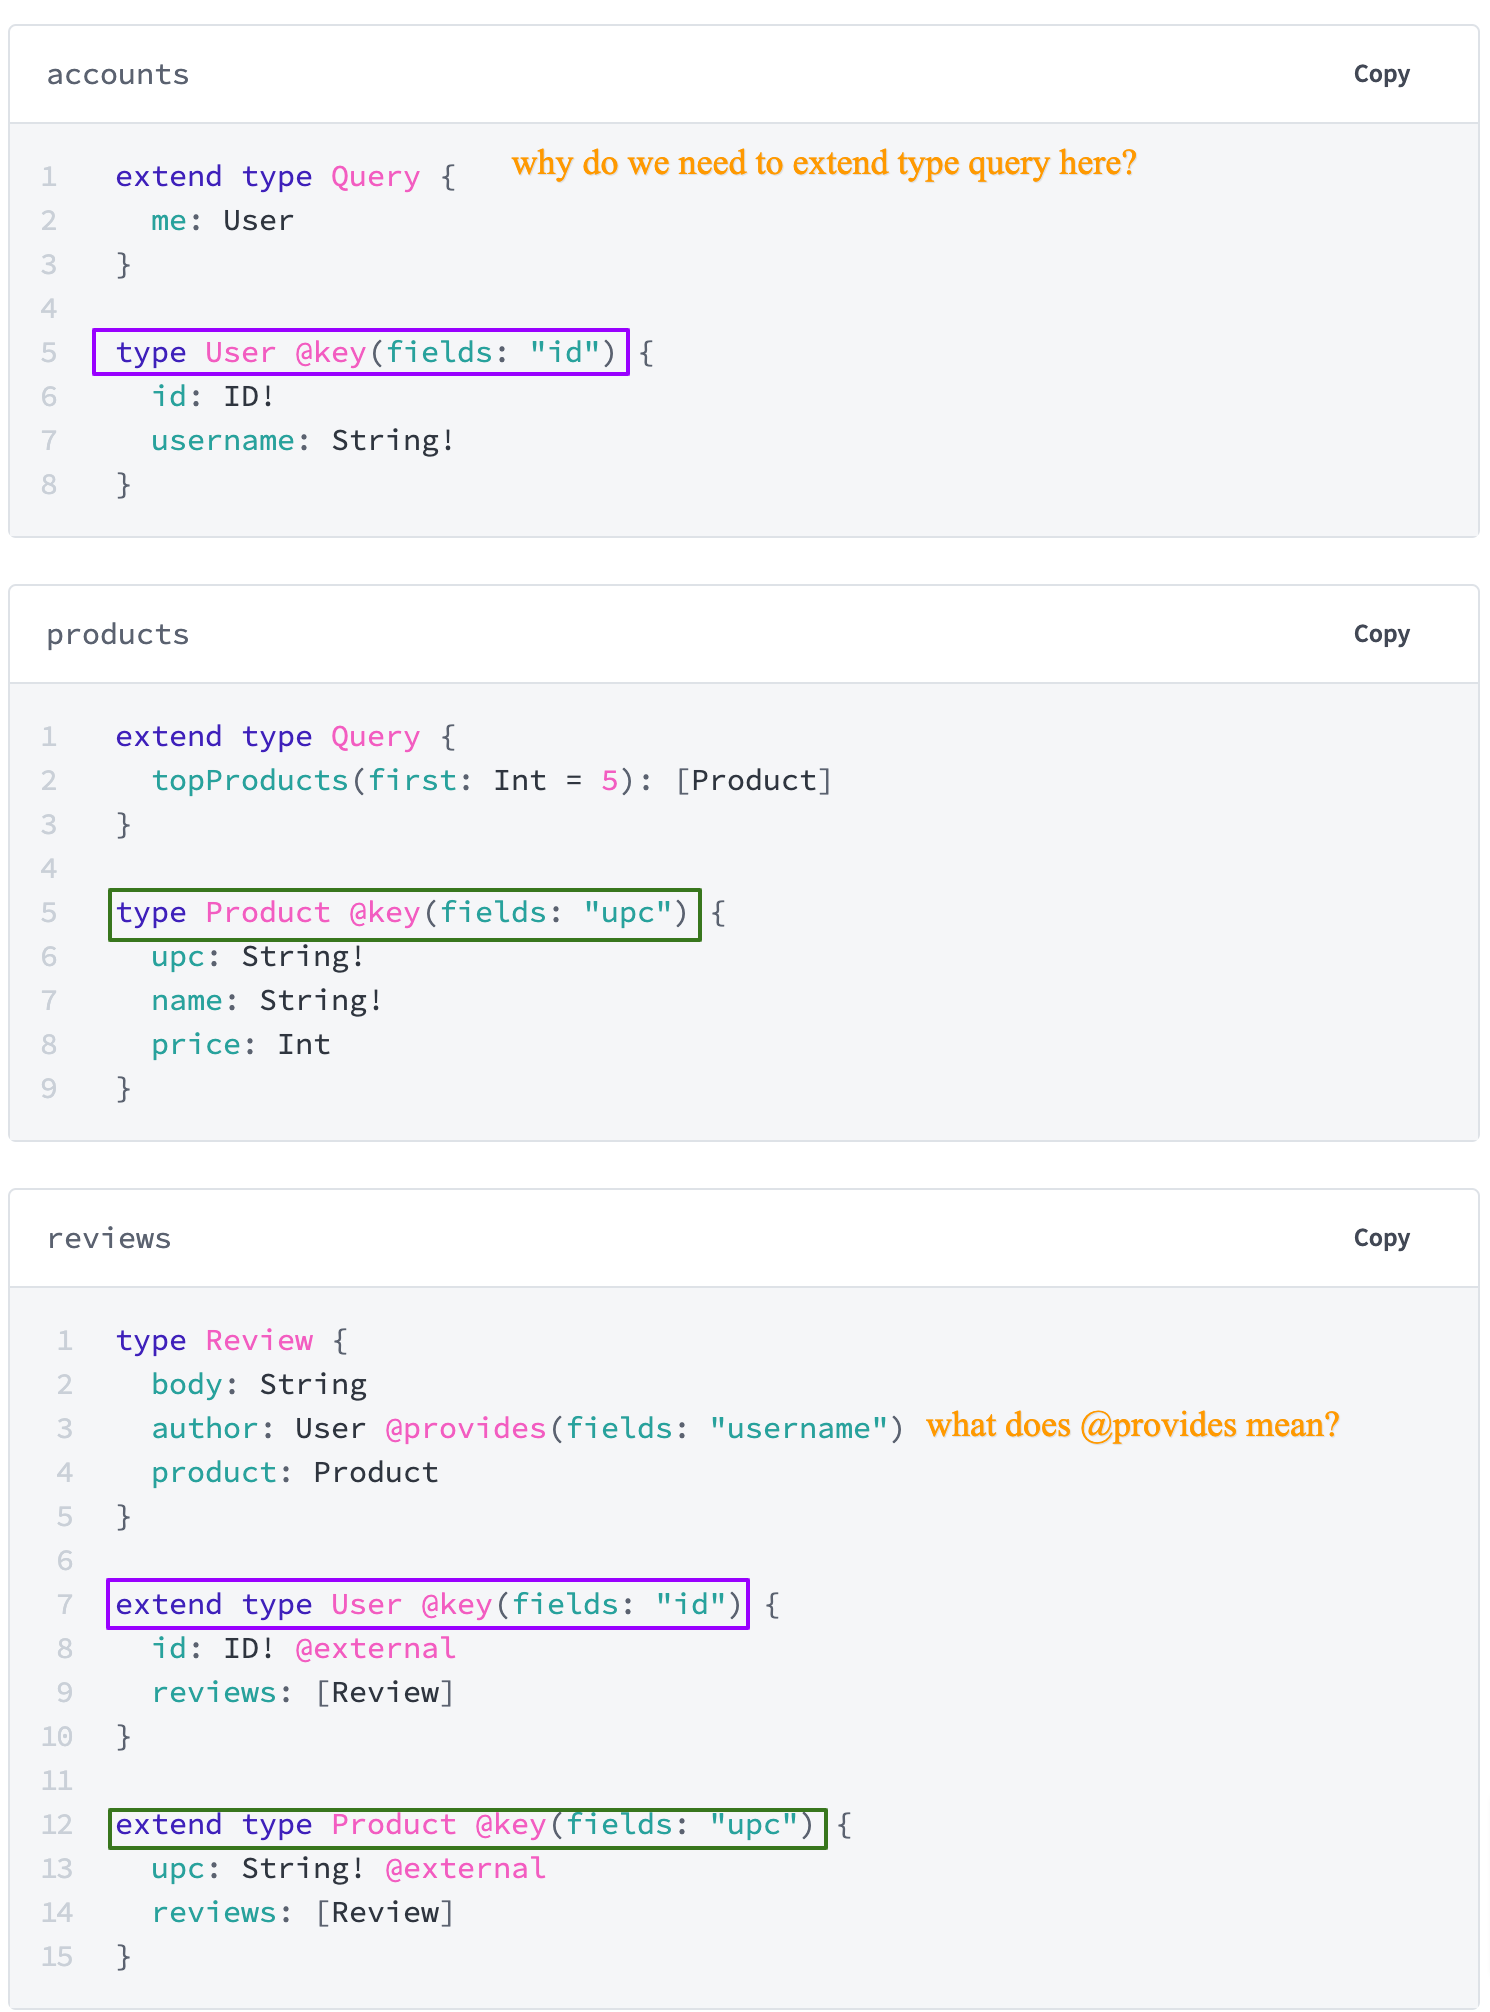 accounts
Copy
1 extend type Query { why do we need to extend type query here?
2 me: User
3 }
4
5 type User @key(fields: "id") {
6 id: ID!
7 username: String!
8 }
products
Copy
1 extend type Query {
2 topProducts(first: Int = 5): [Product]
3 }
4
5 type Product @key(fields: "upc") {
6 upc: String!
7 name: String!
8 price: Int
9 }
reviews
Copy
1 type Review {
2 body: String
3 author: User @provides(fields: "username") what does @provides mean?
4 product: Product
5 }
6
7 extend type User @key(fields: "id") {
8 id: ID! @external
9 reviews: [Review]
10 }
11
12 extend type Product @key(fields: "upc") {
13 upc: String! @external
14 reviews: [Review]
15 }